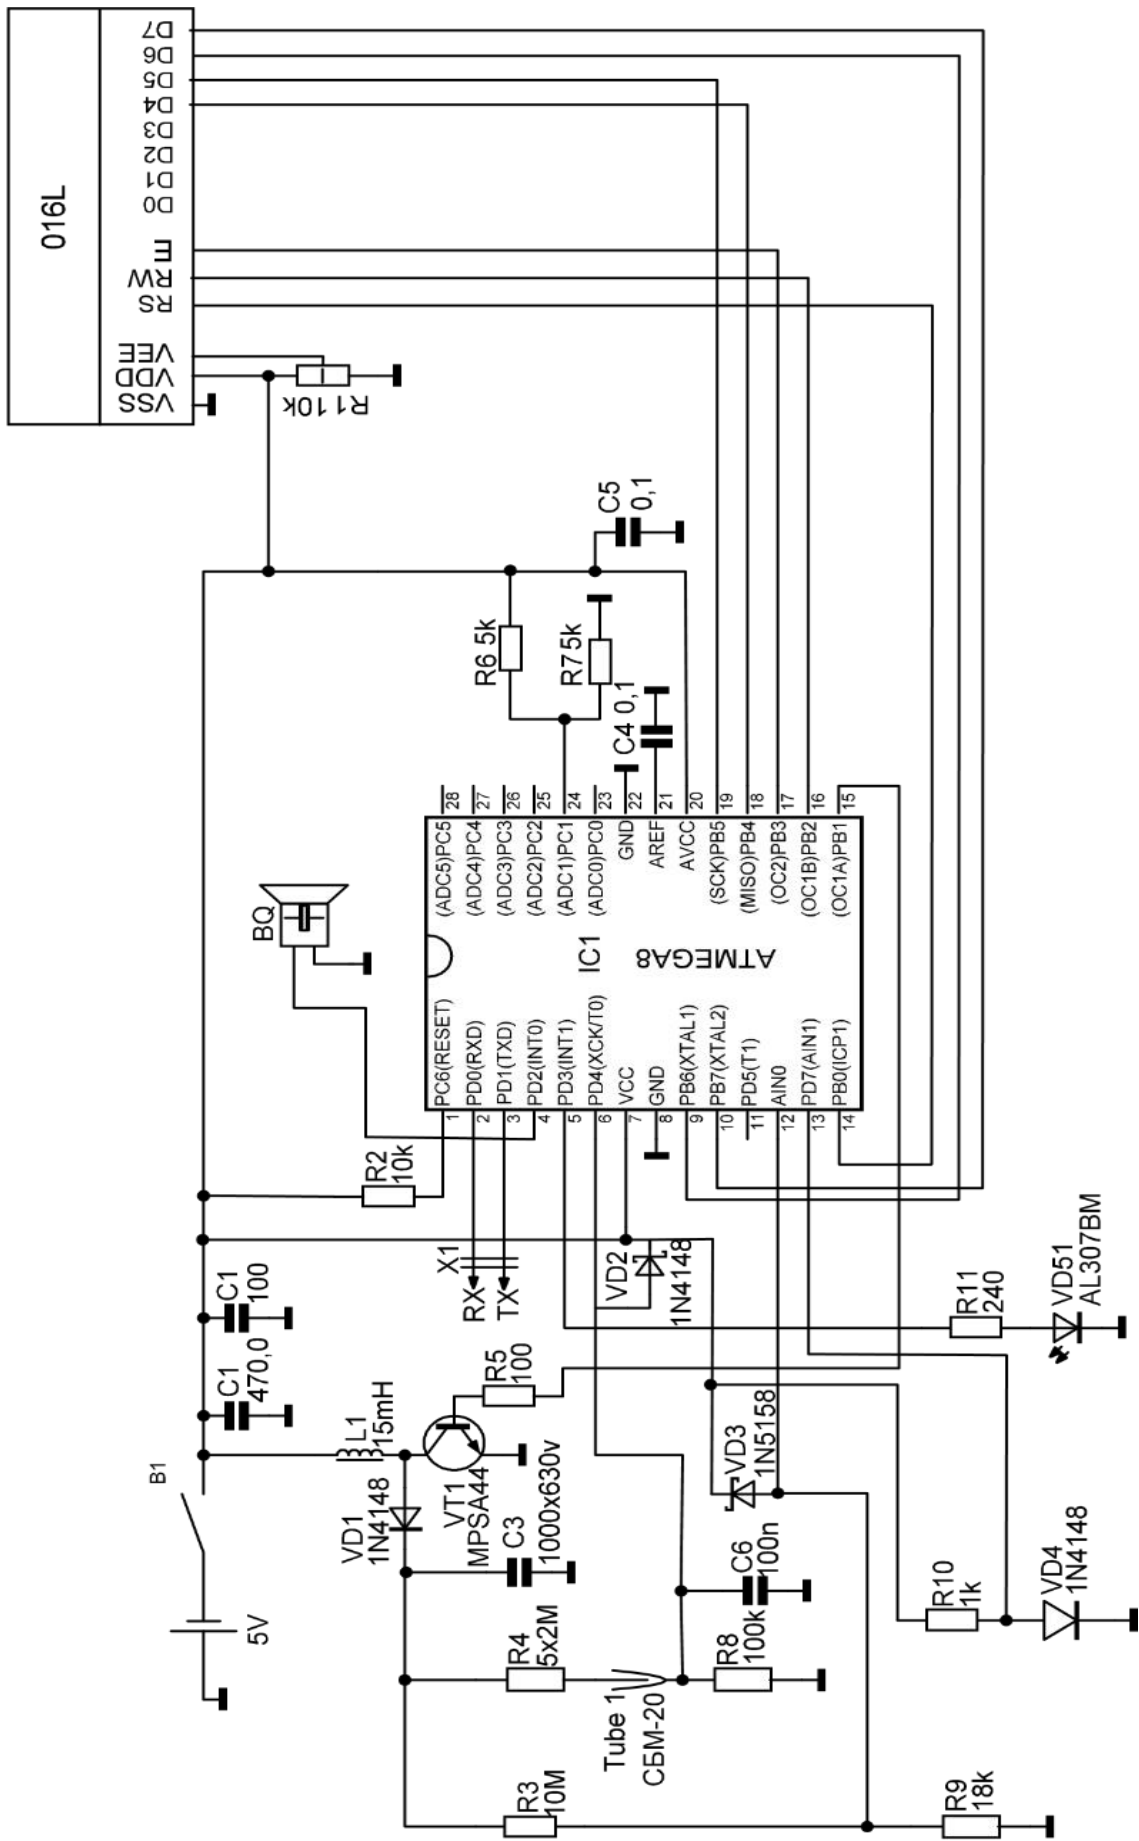 016L
D7
D6
D5
D4
D3
D2
D1
D0
E
RW
RS
VEE
VDD
VSS
R1 10k
C5
0,1
R6 5k
R7 5k
C4 0,1
BQ
IC1
ATMEGA8
(ADC5)PC5
28
(ADC4)PC4
27
(ADC3)PC3
26
(ADC2)PC2
25
(ADC1)PC1
24
(ADC0)PC0
23
GND
22
AREF
21
AVCC
20
(SCK)PB5
19
(MISO)PB4
18
(OC2)PB3
17
(OC1B)PB2
16
(OC1A)PB1
15
PC6(RESET)
1
PD0(RXD)
2
PD1(TXD)
3
PD2(INT0)
4
PD3(INT1)
5
PD4(XCK/T0)
6
VCC
7
GND
8
PB6(XTAL1)
9
PB7(XTAL2)
10
PD5(T1)
11
AIN0
12
PD7(AIN1)
13
PB0(ICP1)
14
R2
10k
X1
RX
TX
C1
100
C1
470,0
VD2
1N4148
R11
240
VD51
AL307BM
R5
100
L1
15mH
B1
5V
VD1
1N4148
VT1
MPSA44
C3
1000x630v
VD3
1N5158
C6
100n
R10
1k
VD4
1N4148
R4
5x2M
R8
100k
Tube 1
СБМ-20
R3
10M
R9
18k